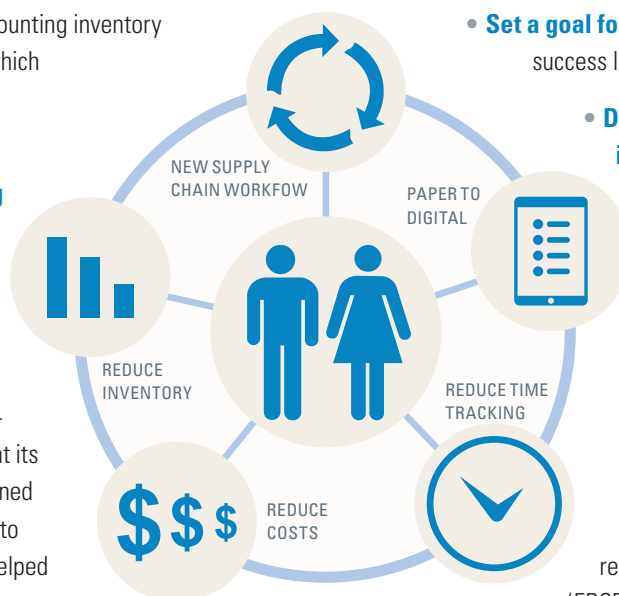 ounting inventory
hich
g
t its
ned
to
elped
• Set a goal fo
success l
• D
i
NEW SUPPLY
CHAIN WORKFOW
PAPER TO
DIGITAL
REDUCE
INVENTORY
REDUCE TIME
TRACKING
$$$
REDUCE
COSTS
re